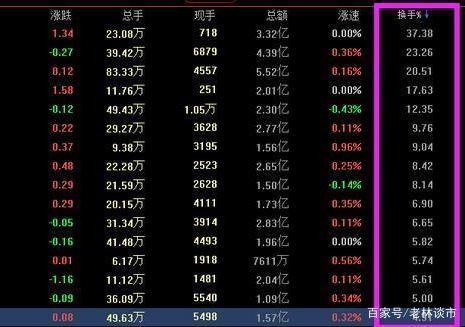 涨跌 总手 现手 总额 涨速 换手%↓
1.34 23.08万 718 3.32亿 0.00% 37.38
-0.27 39.42万 6879 4.39亿 0.36% 23.26
0.12 83.33万 4557 5.52亿 0.16% 20.51
1.58 11.76万 251 2.01亿 0.00% 17.63
-0.12 49.43万 1.05万 2.30亿 -0.43% 12.35
0.22 29.27万 3628 2.77亿 0.11% 9.76
0.37 9.38万 3195 1.56亿 0.96% 9.04
0.48 22.28万 2523 2.65亿 0.25% 8.42
0.29 21.59万 2628 1.50亿 -0.14% 8.14
0.29 20.15万 4111 1.73亿 0.35% 6.90
-0.05 31.34万 3914 2.83亿 0.11% 6.65
-0.16 41.48万 4493 1.96亿 0.00% 5.82
0.01 6.17万 1918 7611万 0.56% 5.74
-1.16 11.12万 1481 2.04亿 0.11% 5.61
-0.09 36.09万 5540 1.09亿 0.34% 5.00
0.08 49.63万 5498 1.57亿 0.32%
百家号/老林谈市